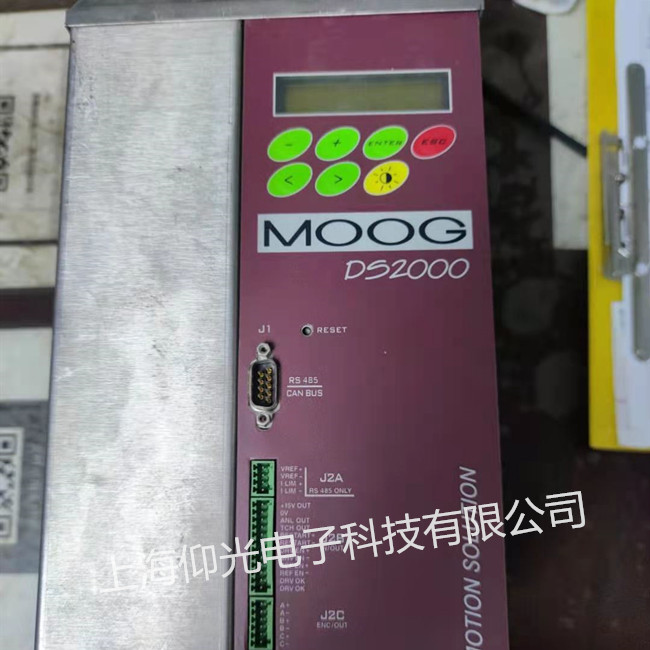 -
+
ENTER
ESC
<
>
MOOG
DS2000
J1
RESET
RS 485
CAN BUS
VREF+
VREF-
I LIM+
I LIM-
J2A
RS 485 ONLY
+15V OUT
0V
ANL OUT
TCH OUT
REF EN+
DRV OK
DRV OK
A+
A-
B+
B-
C+
C-
J2C
ENC/OUT
上海仰光电子科技有限公司